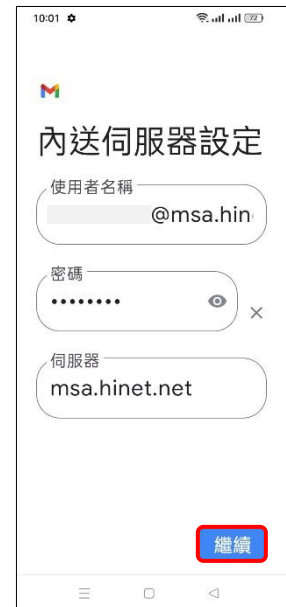 10:01
72
內送伺服器設定
使用者名稱
@msa.hin
密碼
••••••••
伺服器
msa.hinet.net
繼續